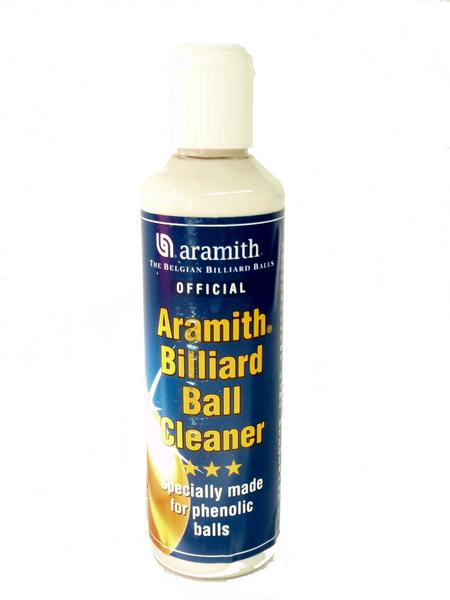 aramith
THE BELGIAN BILLIARD BALLS
OFFICIAL
Aramith®
Billiard
Ball
Cleaner
Specially made
for phenolic
balls